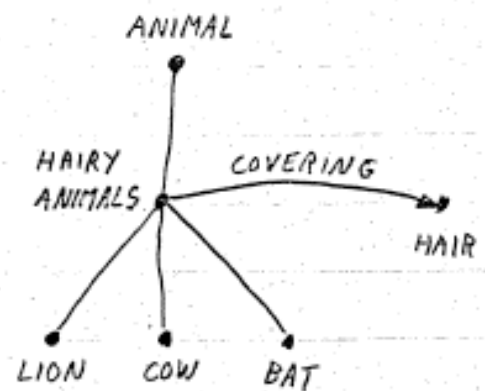 ANIMAL
HAIRY
ANIMALS
COVERING
HAIR
LION
COW
BAT